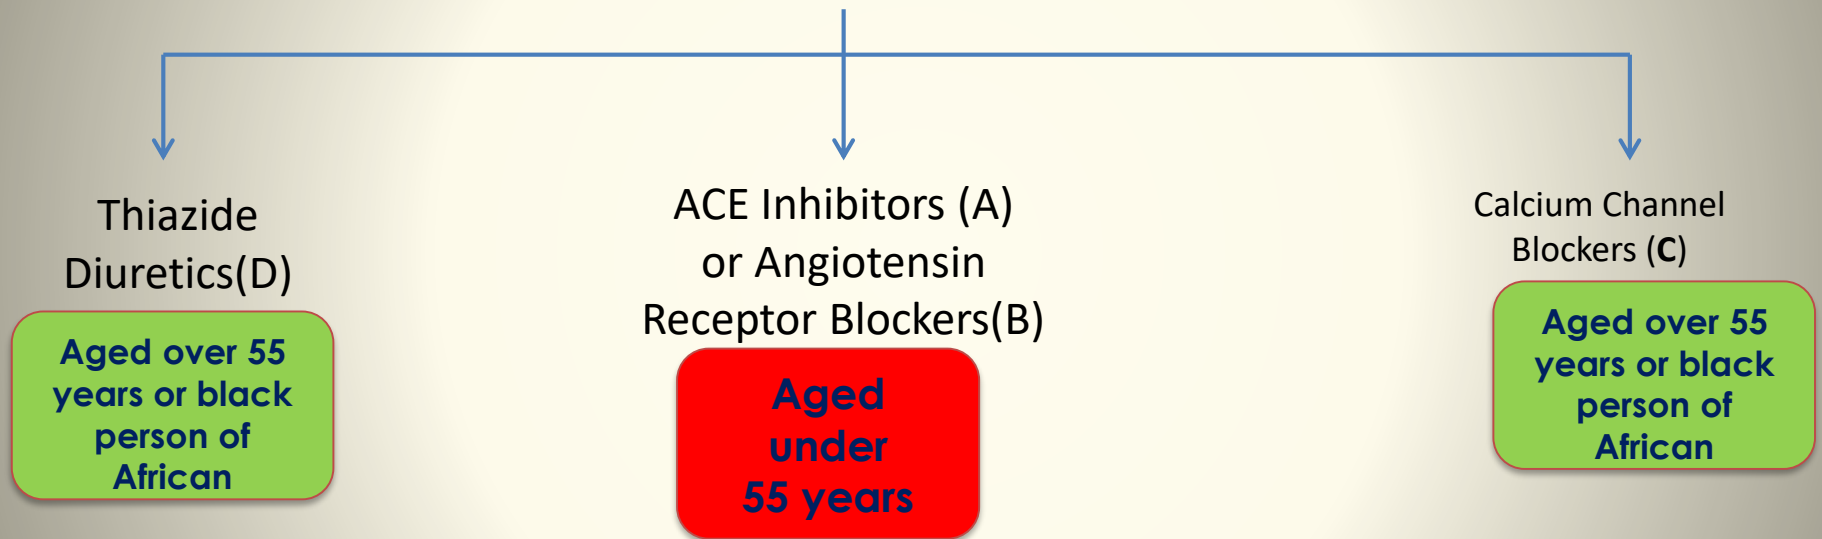 Thiazide
Diuretics(D)
Aged over 55
years or black
person of
African
ACE Inhibitors (A)
or Angiotensin
Receptor Blockers(B)
Aged
under
55 years
Calcium Channel
Blockers (C)
Aged over 55
years or black
person of
African